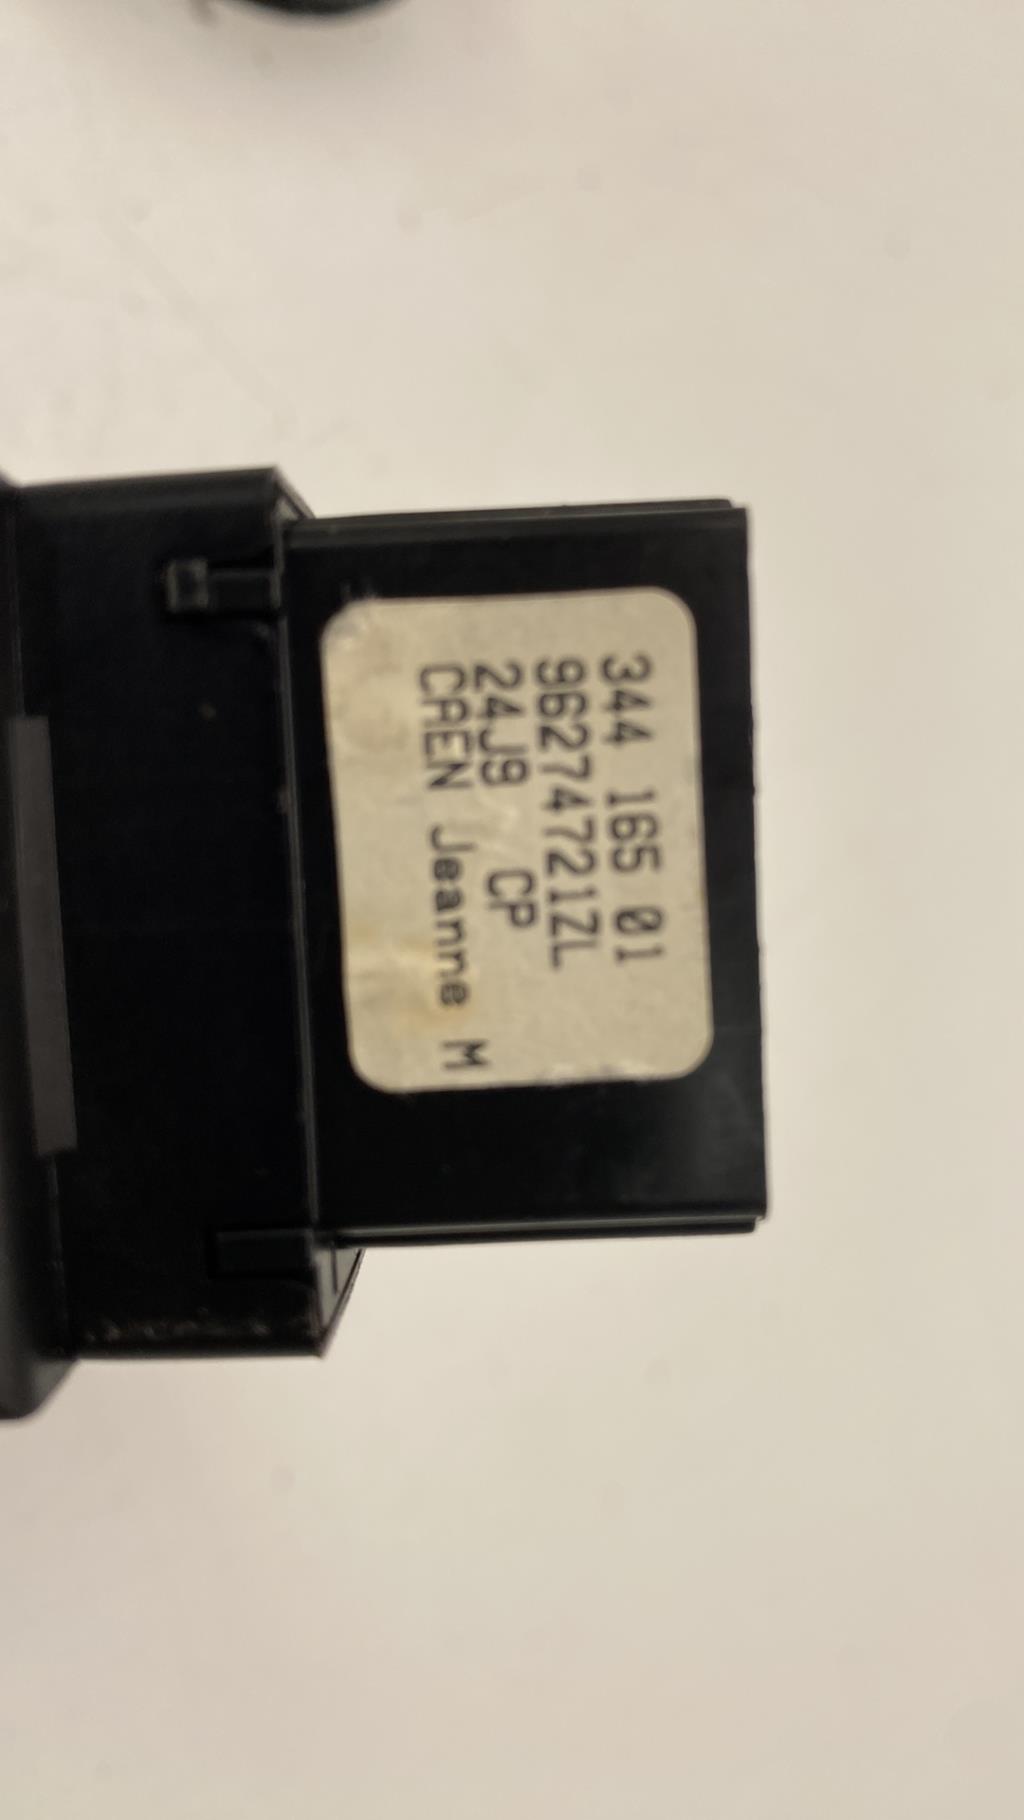 344 165 01
96274721ZL
24J9 CP
CAEN Jeanne M